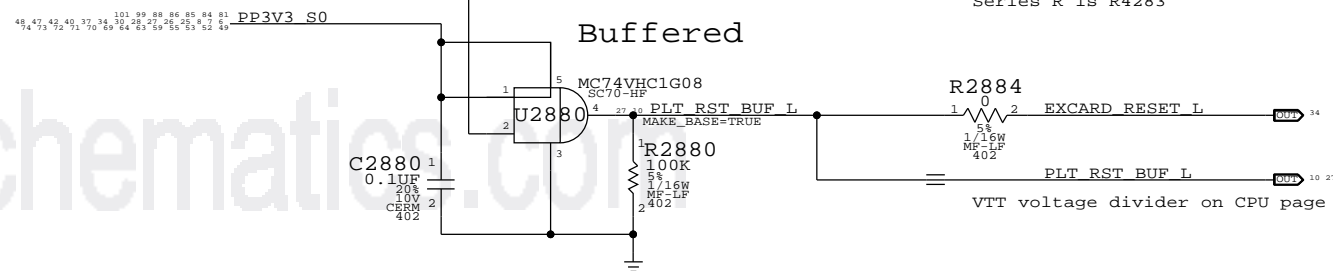 Series R is R4283
101 99 88 86 85 84 81
48 47 42 40 37 34 30 28 27 26 25 8 7 6
74 73 72 71 70 69 64 63 59 55 53 52 49
PP3V3_S0
Buffered
5
MC74VHC1G08
SC70-HF
1
U2880
4
27 10
PLT_RST_BUF_L
MAKE_BASE=TRUE
2
3
R2884
0
1
2
EXCARD_RESET_L
OUT
34
5%
1/16W
MF-LF
402
C2880
1
0.1UF
20%
10V
CERM
402
2
1
R2880
100K
5%
1/16W
MF-LF
402
2
PLT_RST_BUF_L
OUT
10 27
VTT voltage divider on CPU page
chematics.com